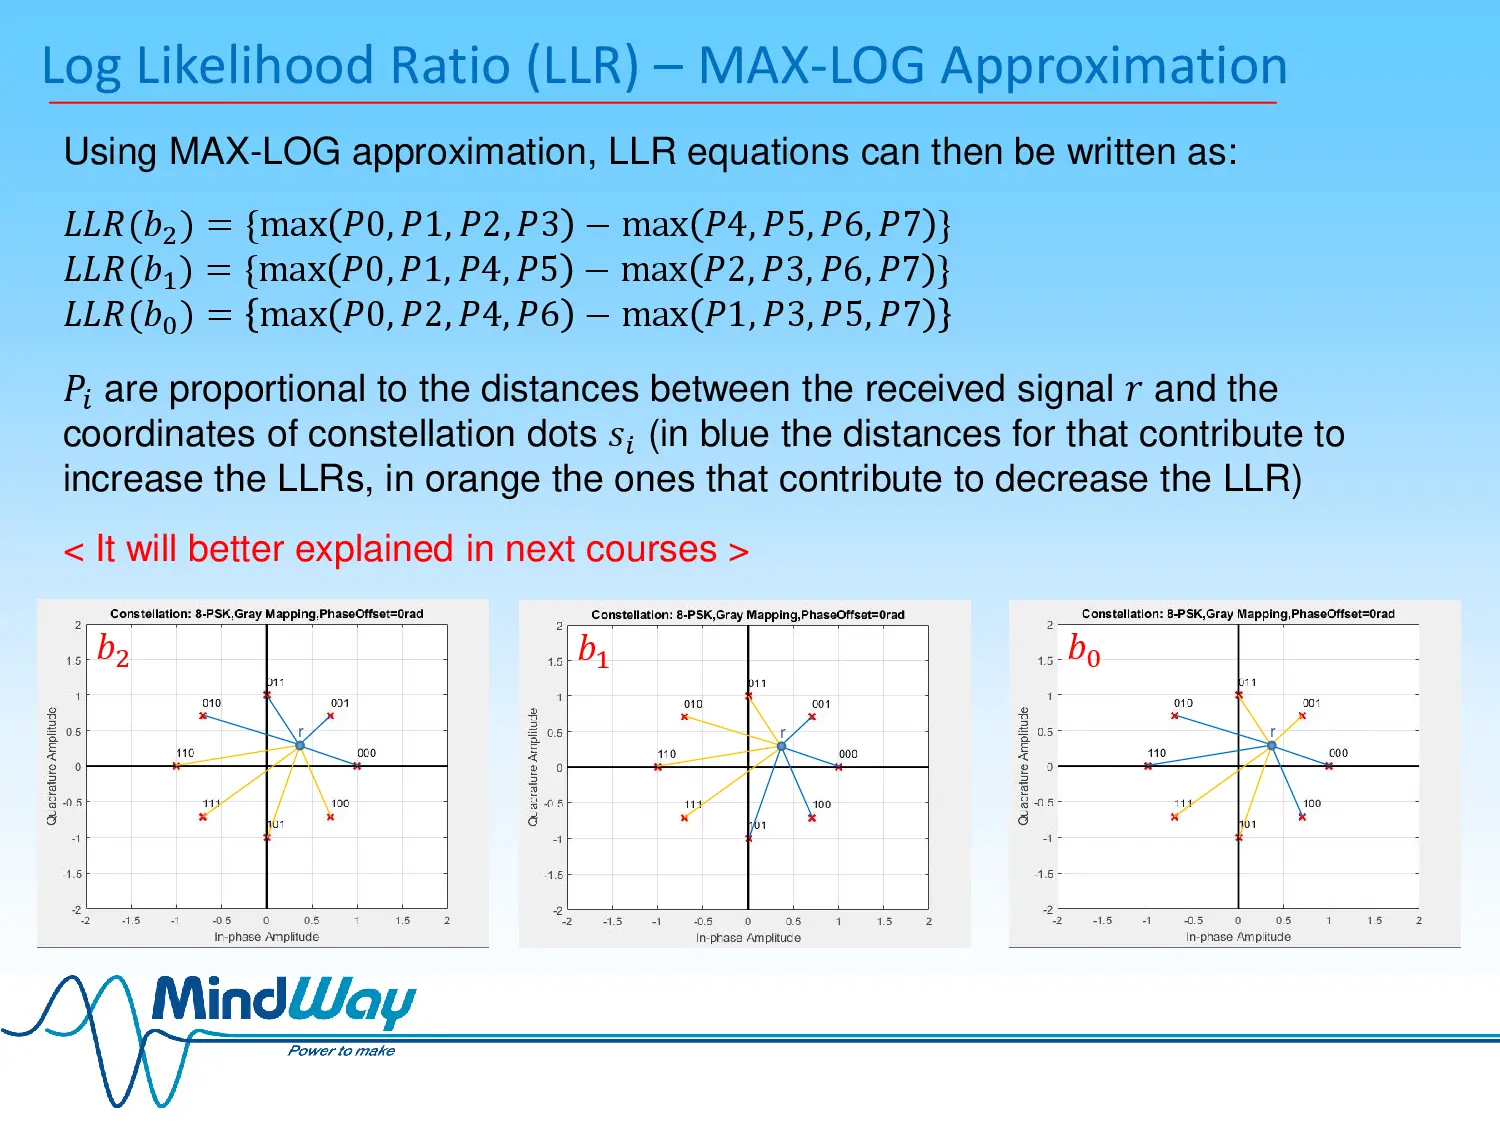 Log Likelihood Ratio (LLR) – MAX-LOG Approximation
Using MAX-LOG approximation, LLR equations can then be written as:
𝐿𝐿𝑅(𝑏₂) = {max(𝑃0, 𝑃1, 𝑃2, 𝑃3) − max(𝑃4, 𝑃5, 𝑃6, 𝑃7)}
𝐿𝐿𝑅(𝑏₁) = {max(𝑃0, 𝑃1, 𝑃4, 𝑃5) − max(𝑃2, 𝑃3, 𝑃6, 𝑃7)}
𝐿𝐿𝑅(𝑏₀) = {max(𝑃0, 𝑃2, 𝑃4, 𝑃6) − max(𝑃1, 𝑃3, 𝑃5, 𝑃7)}
𝑃ᵢ are proportional to the distances between the received signal 𝑟 and the
coordinates of constellation dots 𝑠ᵢ (in blue the distances for that contribute to
increase the LLRs, in orange the ones that contribute to decrease the LLR)
< It will better explained in next courses >
Constellation: 8-PSK,Gray Mapping,PhaseOffset=0rad
𝑏₂
2
1.5
1
0.5
0
-0.5
-1
-1.5
-2
Quadrature Amplitude
011
010
001
r
110
000
111
100
101
-2 -1.5 -1 -0.5 0 0.5 1 1.5 2
In-phase Amplitude
Constellation: 8-PSK,Gray Mapping,PhaseOffset=0rad
𝑏₁
2
1.5
1
0.5
0
-0.5
-1
-1.5
-2
Quadrature Amplitude
011
010
001
r
110
000
111
100
101
-2 -1.5 -1 -0.5 0 0.5 1 1.5 2
In-phase Amplitude
Constellation: 8-PSK,Gray Mapping,PhaseOffset=0rad
𝑏₀
2
1.5
1
0.5
0
-0.5
-1
-1.5
-2
Quadrature Amplitude
011
010
001
r
110
000
111
100
101
-2 -1.5 -1 -0.5 0 0.5 1 1.5 2
In-phase Amplitude
MindWay
Power to make